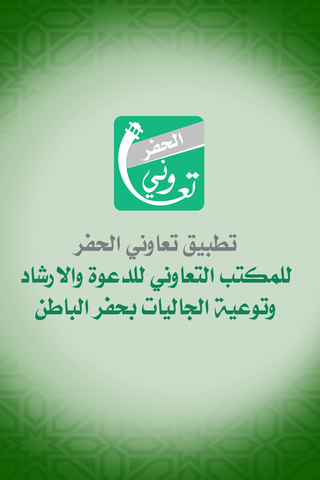 الحفر
تعاوني
تطبيق تعاوني الحفر
للمكتب التعاوني للدعوة والارشاد
وتوعية الجاليات بحفر الباطن